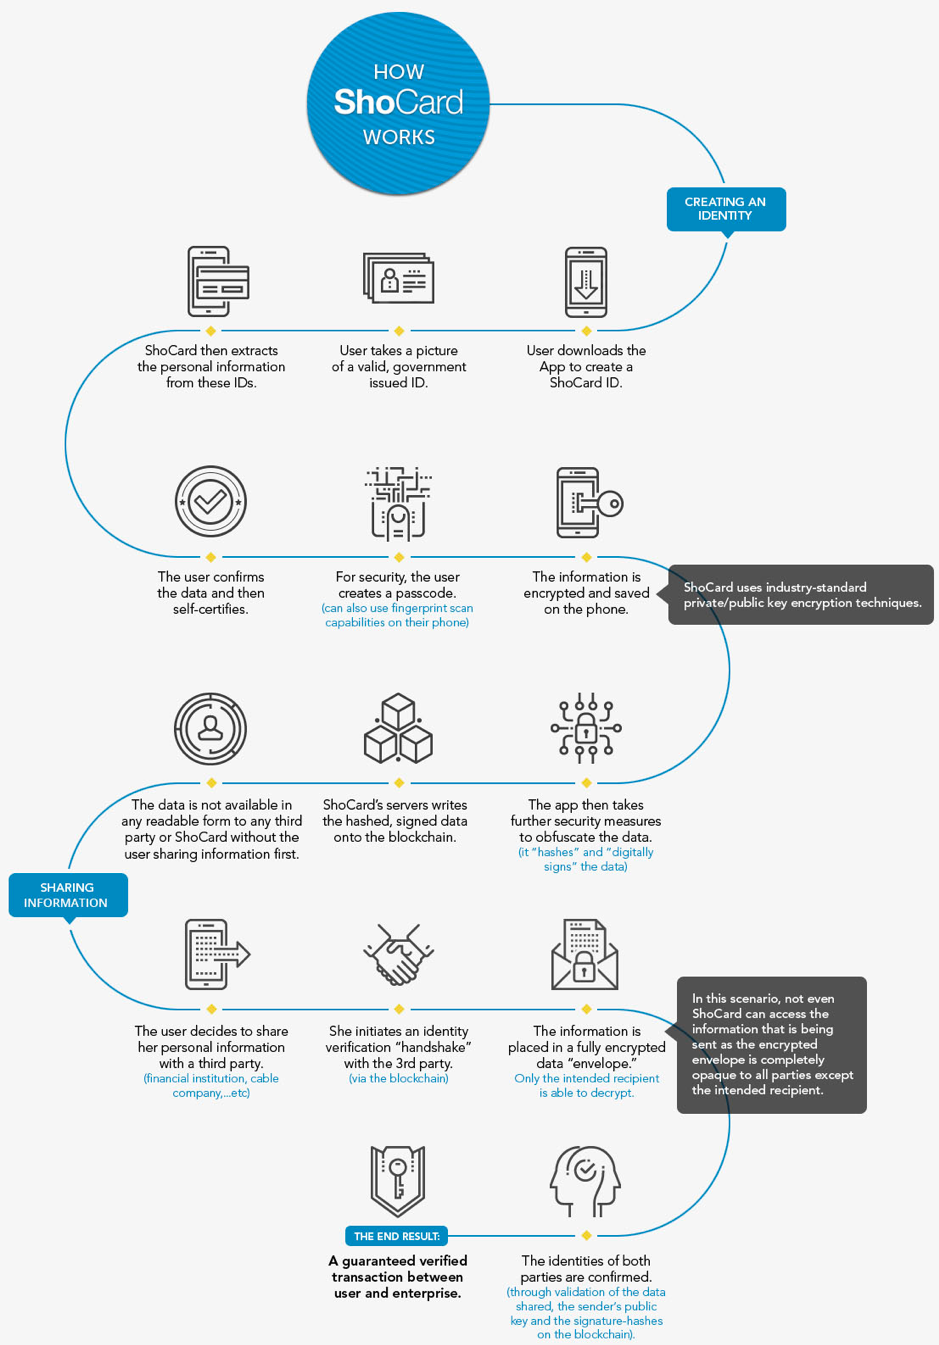 HOW
ShoCard
WORKS
CREATING AN
IDENTITY
User downloads the
App to create a
ShoCard ID.
User takes a picture
of a valid, government
issued ID.
ShoCard then extracts
the personal information
from these IDs.
The user confirms
the data and then
self-certifies.
For security, the user
creates a passcode.
(can also use fingerprint scan
capabilities on their phone)
The information is
encrypted and saved
on the phone.
ShoCard uses industry-standard
private/public key encryption techniques.
The app then takes
further security measures
to obfuscate the data.
(it "hashes" and "digitally
signs" the data)
ShoCard's servers writes
the hashed, signed data
onto the blockchain.
The data is not available in
any readable form to any third
party or ShoCard without the
user sharing information first.
SHARING
INFORMATION
The user decides to share
her personal information
with a third party.
(financial institution, cable
company,...etc)
She initiates an identity
verification "handshake"
with the 3rd party.
(via the blockchain)
The information is
placed in a fully encrypted
data "envelope."
Only the intended recipient
is able to decrypt.
In this scenario, not even
ShoCard can access the
information that is being
sent as the encrypted
envelope is completely
opaque to all parties except
the intended recipient.
The identities of both
parties are confirmed.
(through validation of the data
shared, the sender's public
key and the signature-hashes
on the blockchain).
THE END RESULT:
A guaranteed verified
transaction between
user and enterprise.